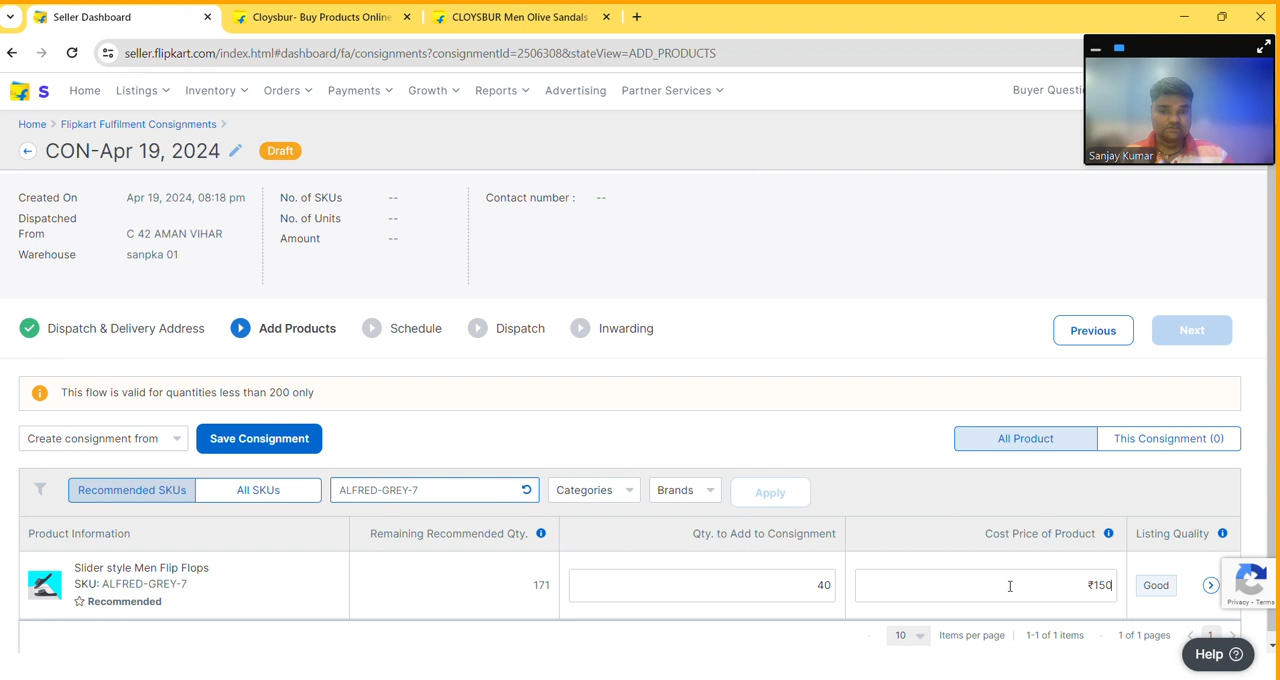 Seller Dashboard
Cloysbur- Buy Products Online
CLOYSBUR Men Olive Sandals
seller.flipkart.com/index.html#dashboard/fa/consignments?consignmentId=2506308&stateView=ADD_PRODUCTS
S Home Listings Inventory Orders Payments Growth Reports Advertising Partner Services
Sanjay Kumar
Home > Flipkart Fulfilment Consignments >
CON-Apr 19, 2024 Draft
Created On Apr 19, 2024, 08:18 pm
Dispatched From C 42 AMAN VIHAR
Warehouse sanpka 01
No. of SKUs --
No. of Units --
Amount --
Contact number : --
Dispatch & Delivery Address Add Products Schedule Dispatch Inwarding
Previous Next
This flow is valid for quantities less than 200 only
Create consignment from Save Consignment
All Product This Consignment (0)
Recommended SKUs All SKUs ALFRED-GREY-7 Categories Brands Apply
Product Information Remaining Recommended Qty. Qty. to Add to Consignment Cost Price of Product Listing Quality
Slider style Men Flip Flops
SKU: ALFRED-GREY-7
Recommended
171 40 ₹150 Good
Privacy - Terms
10 Items per page 1-1 of 1 items 1 of 1 pages < 1 >
Help